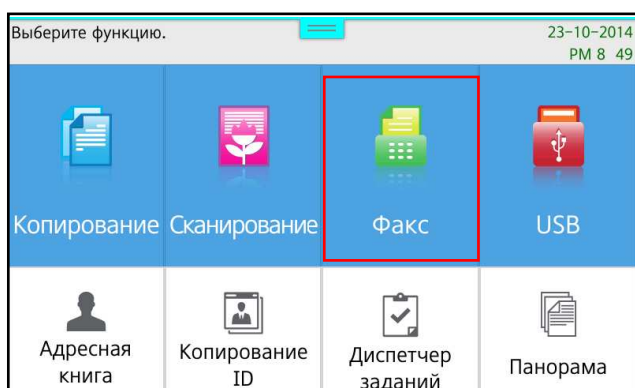 Выберите функцию.
23-10-2014
PM 8 49
Копирование
Сканирование
Факс
USB
Адресная
книга
Копирование
ID
Диспетчер
заданий
Панорама